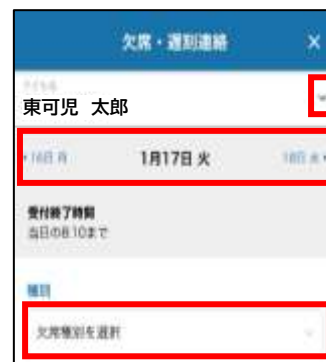 欠席・遅刻連絡 ×
子ども名
東可児 太郎
16日 月 1月17日 火 18日 水
受付終了時間
当日の8:10まで
種別
欠席種別を選択